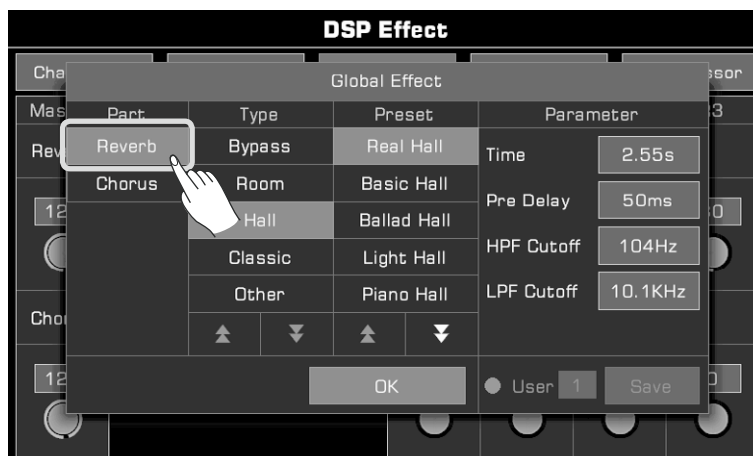 DSP Effect
Global Effect
Part Type Preset Parameter
Reverb Bypass Real Hall Time 2.55s
Chorus Room Basic Hall Pre Delay 50ms
Hall Ballad Hall HPF Cutoff 104Hz
Classic Light Hall LPF Cutoff 10.1KHz
Other Piano Hall
OK User 1 Save